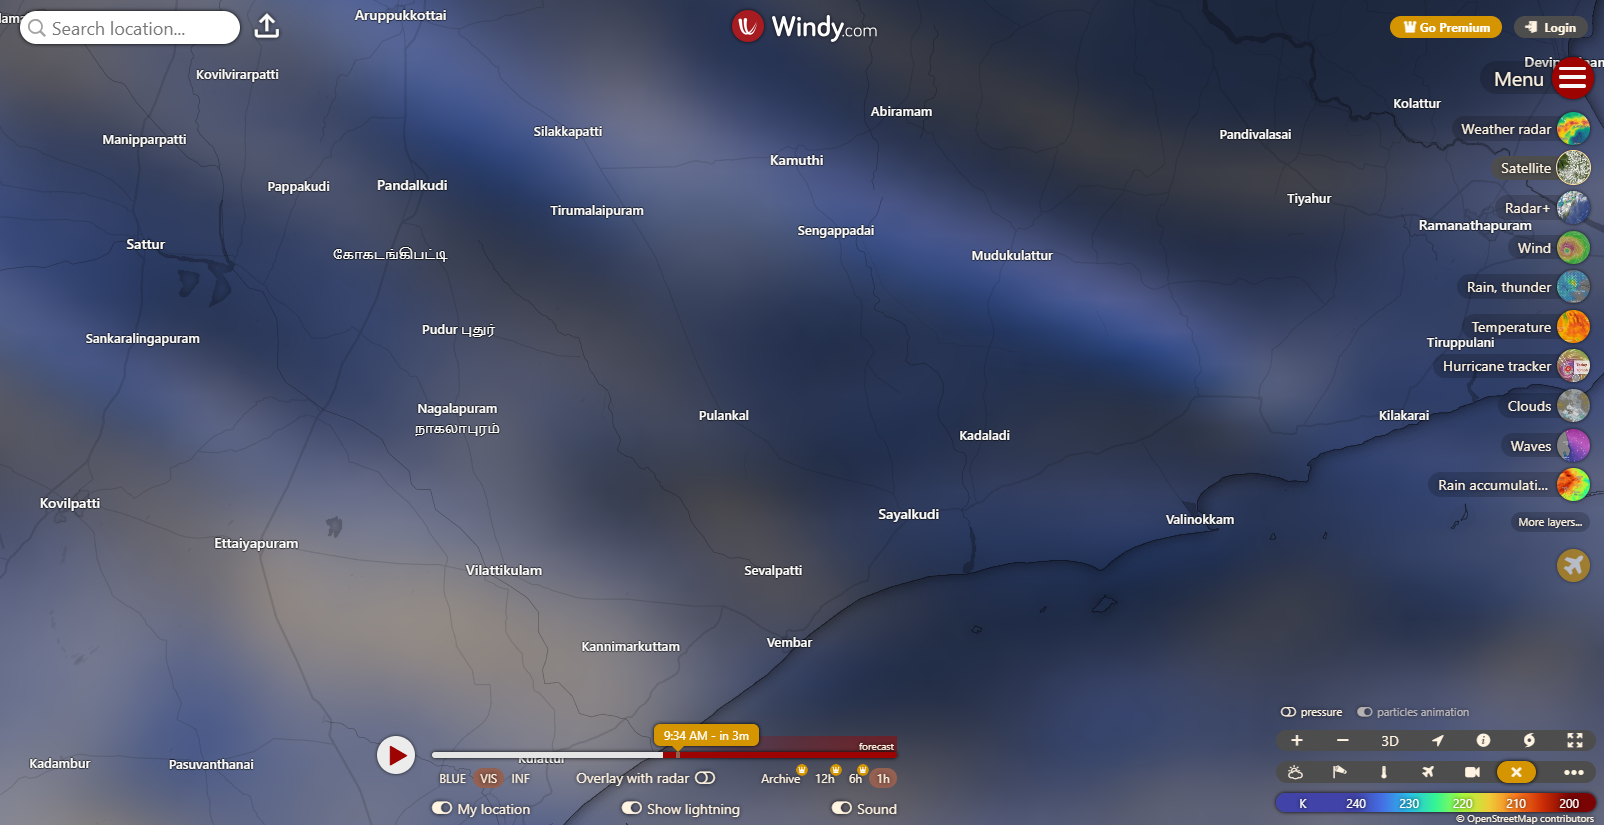 Aruppukkottai
Search location...
Windy.com
Go Premium
Login
Kovilvirarpatti
Menu
Kolattur
Abiramam
Silakkapatti
Pandivalasai
Weather radar
Manipparpatti
Kamuthi
Satellite
Pappakudi
Pandalkudi
Tiyahur
Tirumalaipuram
Radar+
Ramanathapuram
Sengappadai
Sattur
கோகடங்கிபட்டி
Mudukulattur
Wind
Rain, thunder
Pudur புதுர்
Temperature
Sankaralingapuram
Tiruppulani
Hurricane tracker
Nagalapuram
நாகலாபுரம்
Pulankal
Clouds
Kilakarai
Kadaladi
Waves
Rain accumulati...
Kovilpatti
Sayalkudi
Valinokkam
More layers...
Ettaiyapuram
Vilattikulam
Sevalpatti
Kannimarkuttam
Vembar
pressure
particles animation
9:34 AM - in 3m
forecast
3D
Kadambur
Pasuvanthanai
Kulattur
BLUE VIS INF
Overlay with radar
Archive 12h 6h 1h
My location
Show lightning
Sound
K 240 230 220 210 200
© OpenStreetMap contributors